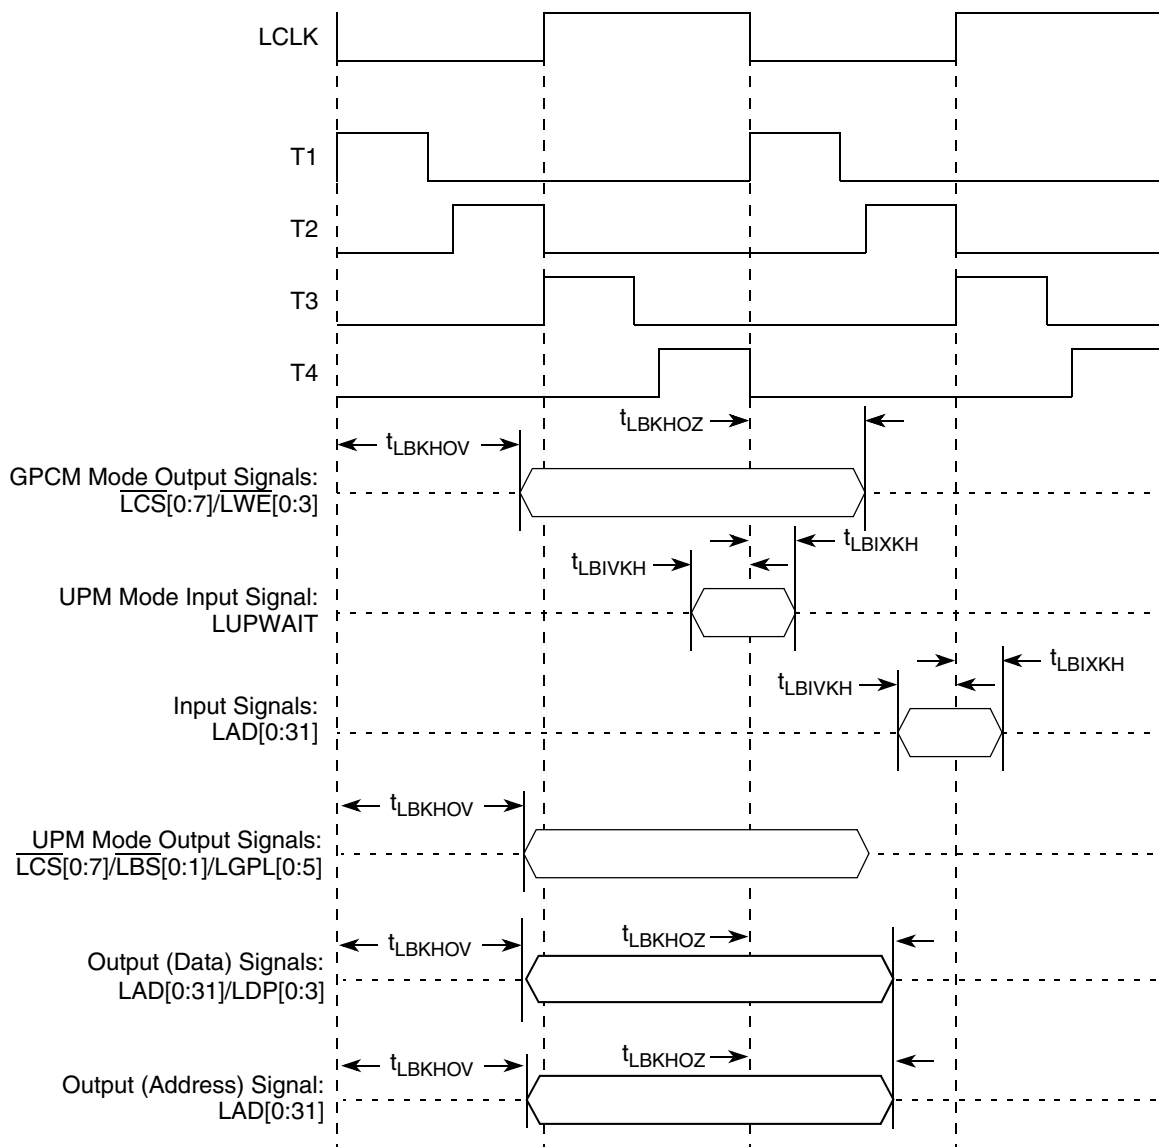 LCLK
T1
T2
T3
T4
tLBKHOZ
tLBKHOV
GPCM Mode Output Signals:
LCS[0:7]/LWE[0:3]
tLBIXKH
tLBIVKH
UPM Mode Input Signal:
LUPWAIT
tLBIXKH
tLBIVKH
Input Signals:
LAD[0:31]
tLBKHOV
UPM Mode Output Signals:
LCS[0:7]/LBS[0:1]/LGPL[0:5]
tLBKHOV
tLBKHOZ
Output (Data) Signals:
LAD[0:31]/LDP[0:3]
tLBKHOV
tLBKHOZ
Output (Address) Signal:
LAD[0:31]